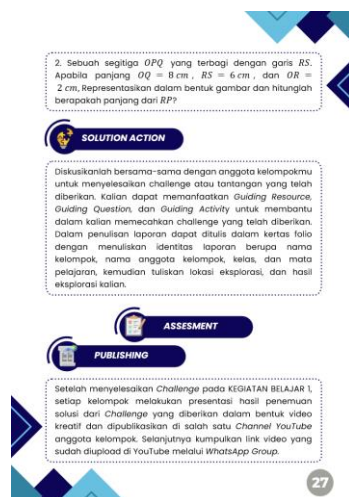 2. Sebuah segitiga OPQ yang terbagi dengan garis RS.
Apabila panjang OQ = 8 cm , RS = 6 cm , dan OR =
2 cm, Representasikan dalam bentuk gambar dan hitunglah
berapakah panjang dari RP?
SOLUTION ACTION
Diskusikanlah bersama-sama dengan anggota kelompokmu
untuk menyelesaikan challenge atau tantangan yang telah
diberikan. Kalian dapat memanfaatkan Guiding Resource,
Guiding Question, dan Guiding Activity untuk membantu
dalam kalian memecahkan challenge yang telah diberikan.
Dalam penulisan laporan dapat ditulis dalam kertas folio
dengan menuliskan identitas laporan berupa nama
kelompok, nama anggota kelompok, kelas, dan mata
pelajaran, kemudian tuliskan lokasi eksplorasi, dan hasil
eksplorasi kalian.
ASSESMENT
PUBLISHING
Setelah menyelesaikan Challenge pada KEGIATAN BELAJAR 1,
setiap kelompok melakukan presentasi hasil penemuan
solusi dari Challenge yang diberikan dalam bentuk video
kreatif dan dipublikasikan di salah satu Channel YouTube
anggota kelompok. Selanjutnya kumpulkan link video yang
sudah diupload di YouTube melalui WhatsApp Group.
27